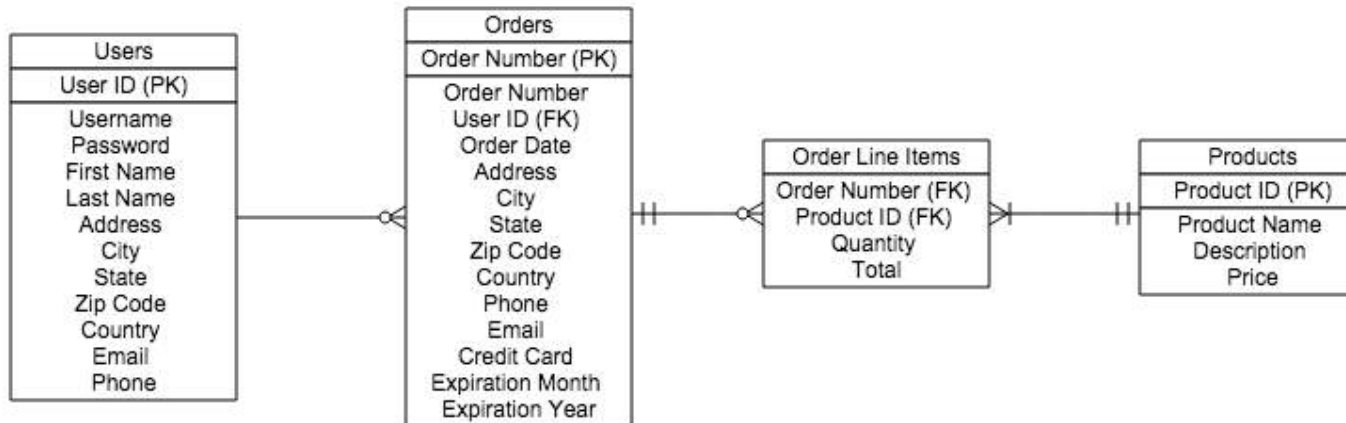 Users
User ID (PK)
Username
Password
First Name
Last Name
Address
City
State
Zip Code
Country
Email
Phone
Orders
Order Number (PK)
Order Number
User ID (FK)
Order Date
Address
City
State
Zip Code
Country
Phone
Email
Credit Card
Expiration Month
Expiration Year
Order Line Items
Order Number (FK)
Product ID (FK)
Quantity
Total
Products
Product ID (PK)
Product Name
Description
Price